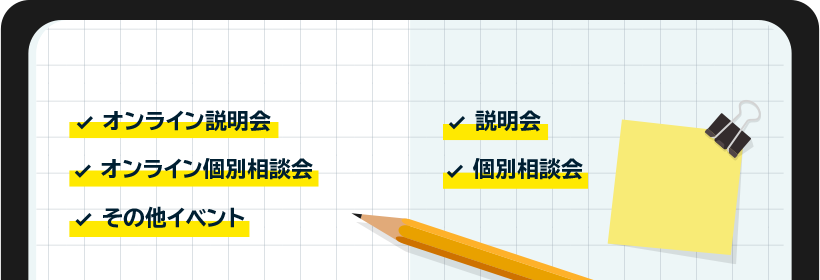 ✓ オンライン説明会
✓ オンライン個別相談会
✓ その他イベント
✓ 説明会
✓ 個別相談会